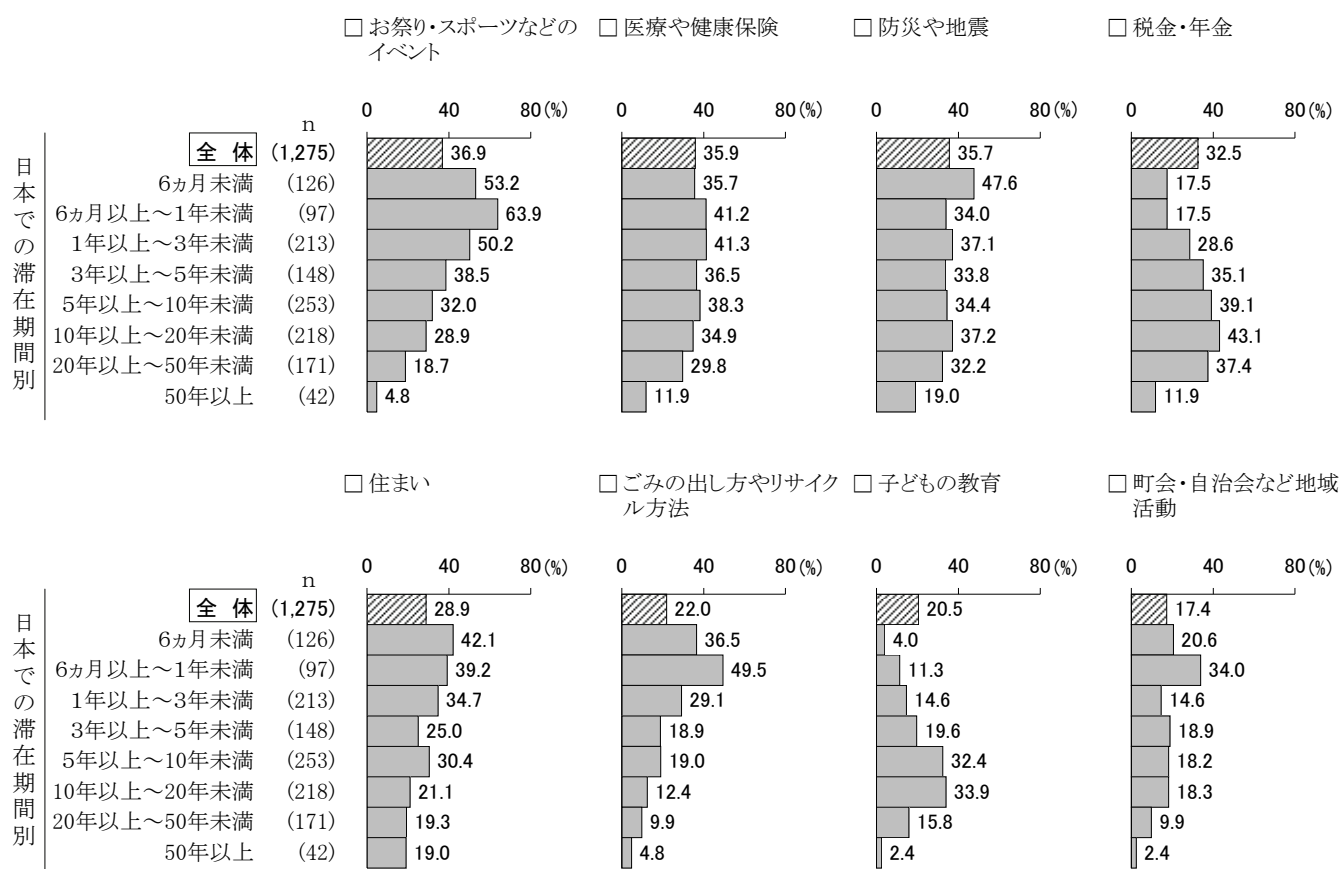 □ お祭り・スポーツなどの
イベント
□ 医療や健康保険
□ 防災や地震
□ 税金・年金
0 40 80(%) 0 40 80(%) 0 40 80(%) 0 40 80(%)
n
日本での滞在期間別
全 体 (1,275) 36.9 35.9 35.7 32.5
6ヵ月未満 (126) 53.2 35.7 47.6 17.5
6ヵ月以上～1年未満 (97) 63.9 41.2 34.0 17.5
1年以上～3年未満 (213) 50.2 41.3 37.1 28.6
3年以上～5年未満 (148) 38.5 36.5 33.8 35.1
5年以上～10年未満 (253) 32.0 38.3 34.4 39.1
10年以上～20年未満 (218) 28.9 34.9 37.2 43.1
20年以上～50年未満 (171) 18.7 29.8 32.2 37.4
50年以上 (42) 4.8 11.9 19.0 11.9
□ 住まい
□ ごみの出し方やリサイク
ル方法
□ 子どもの教育
□ 町会・自治会など地域
活動
0 40 80(%) 0 40 80(%) 0 40 80(%) 0 40 80(%)
n
日本での滞在期間別
全 体 (1,275) 28.9 22.0 20.5 17.4
6ヵ月未満 (126) 42.1 36.5 4.0 20.6
6ヵ月以上～1年未満 (97) 39.2 49.5 11.3 34.0
1年以上～3年未満 (213) 34.7 29.1 14.6 14.6
3年以上～5年未満 (148) 25.0 18.9 19.6 18.9
5年以上～10年未満 (253) 30.4 19.0 32.4 18.2
10年以上～20年未満 (218) 21.1 12.4 33.9 18.3
20年以上～50年未満 (171) 19.3 9.9 15.8 9.9
50年以上 (42) 19.0 4.8 2.4 2.4